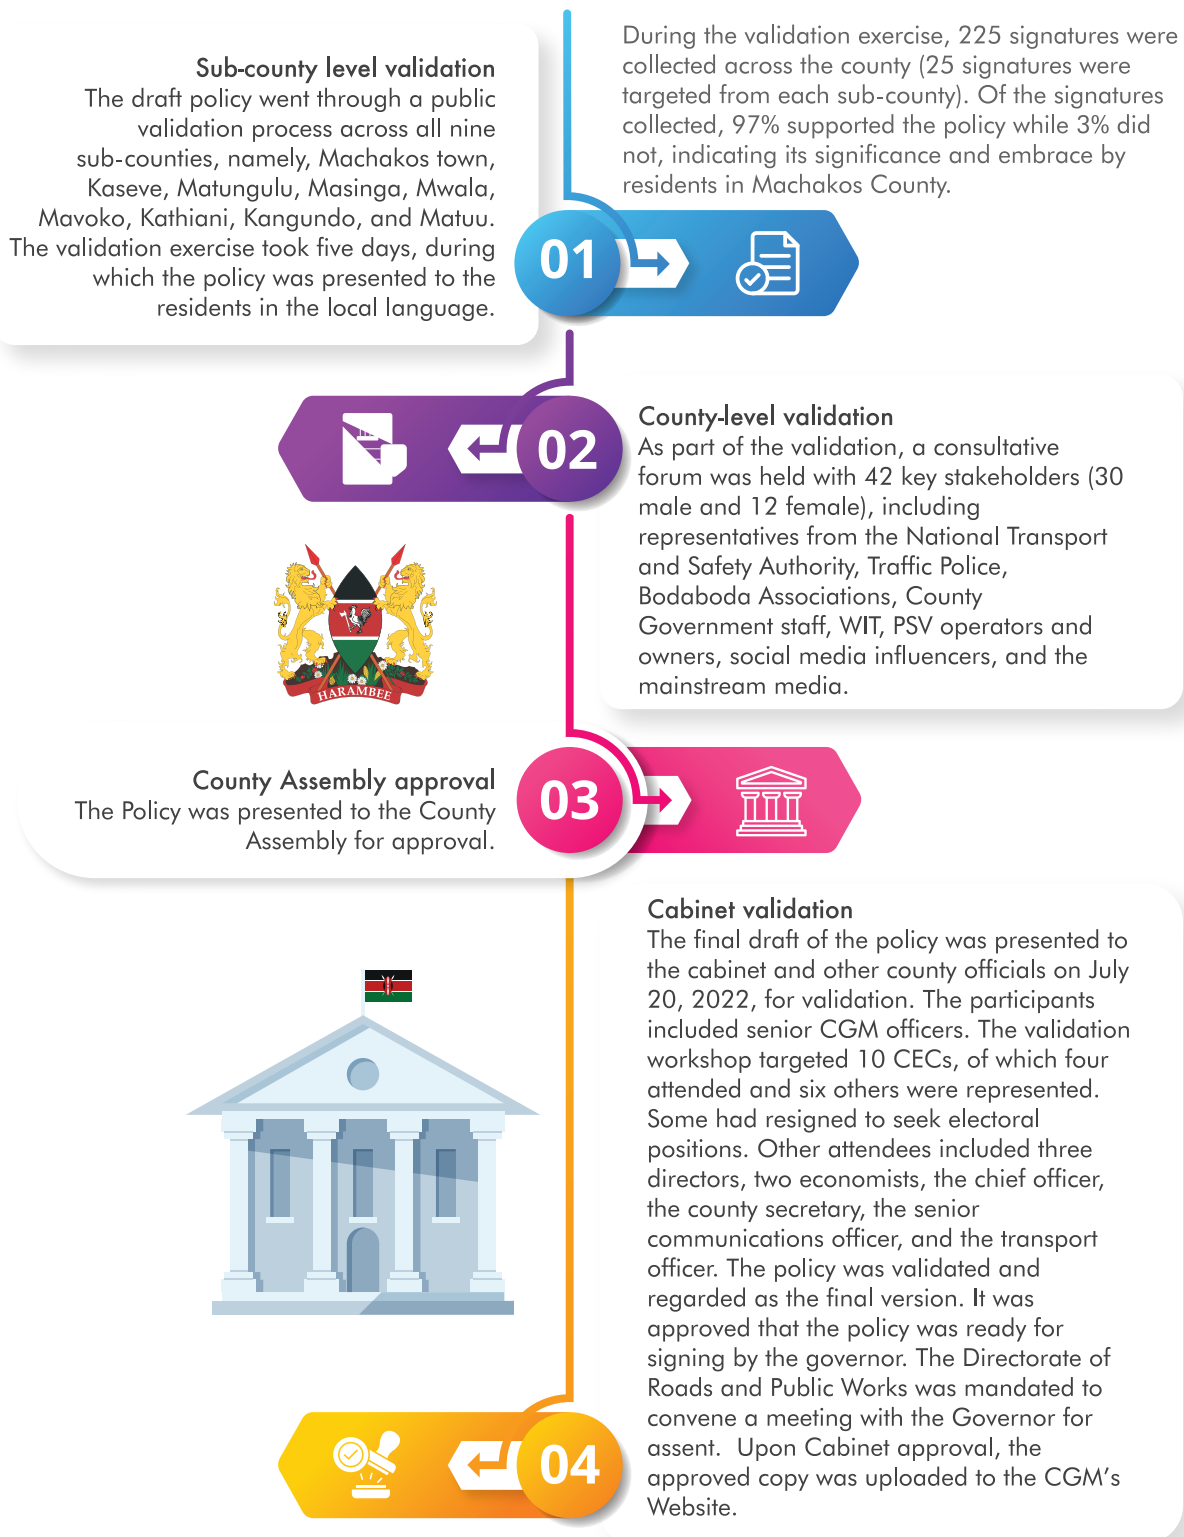 Sub-county level validation
The draft policy went through a public
validation process across all nine
sub-counties, namely, Machakos town,
Kaseve, Matungulu, Masinga, Mwala,
Mavoko, Kathiani, Kangundo, and Matuu.
The validation exercise took five days, during
which the policy was presented to the
residents in the local language.
During the validation exercise, 225 signatures were
collected across the county (25 signatures were
targeted from each sub-county). Of the signatures
collected, 97% supported the policy while 3% did
not, indicating its significance and embrace by
residents in Machakos County.
01
02
County-level validation
As part of the validation, a consultative
forum was held with 42 key stakeholders (30
male and 12 female), including
representatives from the National Transport
and Safety Authority, Traffic Police,
Bodaboda Associations, County
Government staff, WIT, PSV operators and
owners, social media influencers, and the
mainstream media.
HARAMBEE
County Assembly approval
The Policy was presented to the County
Assembly for approval.
03
Cabinet validation
The final draft of the policy was presented to
the cabinet and other county officials on July
20, 2022, for validation. The participants
included senior CGM officers. The validation
workshop targeted 10 CECs, of which four
attended and six others were represented.
Some had resigned to seek electoral
positions. Other attendees included three
directors, two economists, the chief officer,
the county secretary, the senior
communications officer, and the transport
officer. The policy was validated and
regarded as the final version. It was
approved that the policy was ready for
signing by the governor. The Directorate of
Roads and Public Works was mandated to
convene a meeting with the Governor for
assent.  Upon Cabinet approval, the
approved copy was uploaded to the CGM's
Website.
04